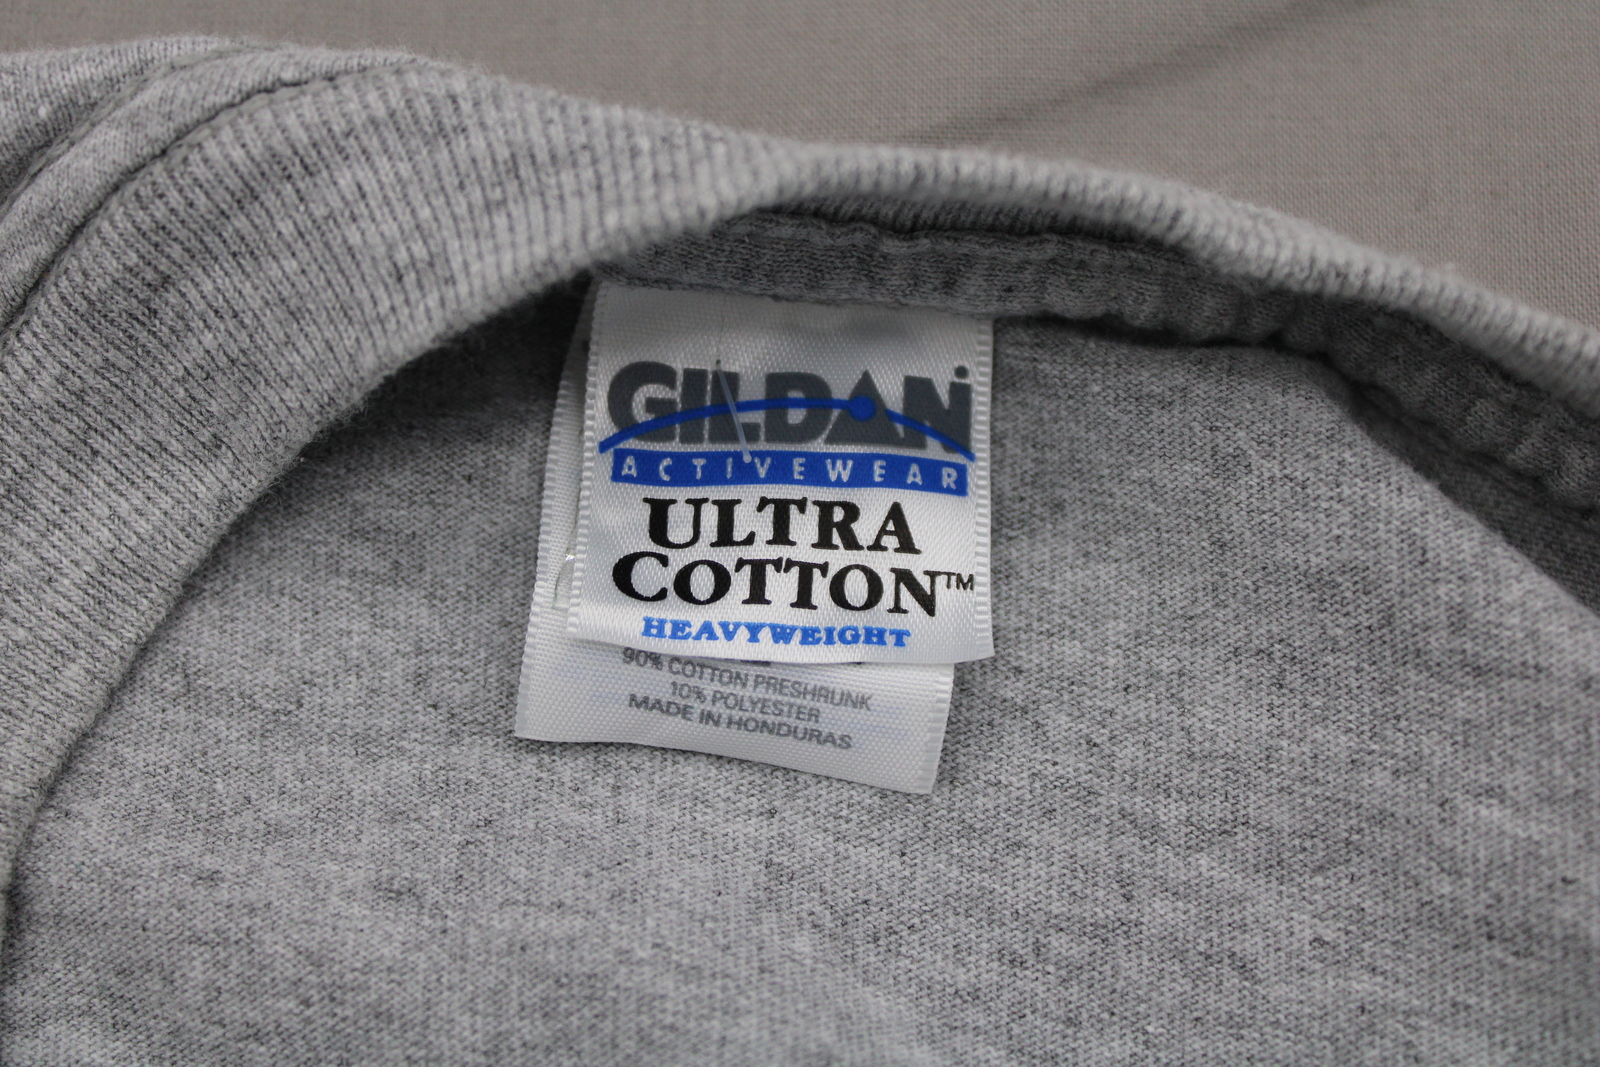 GILDAN
ACTIVEWEAR
ULTRA
COTTON™
HEAVYWEIGHT
90% COTTON PRESHRUNK
10% POLYESTER
MADE IN HONDURAS